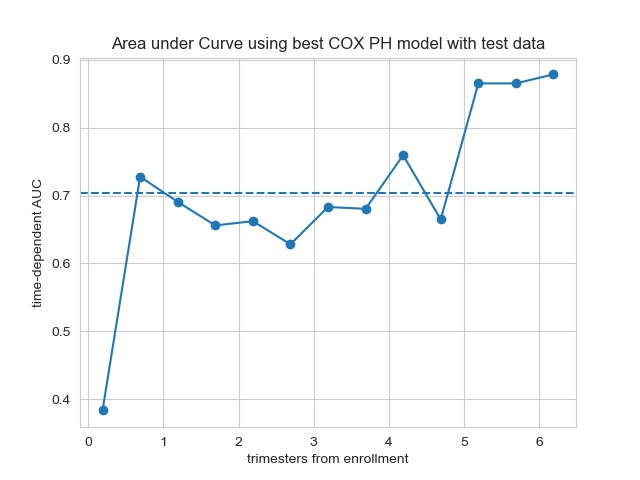 Area under Curve using best COX PH model with test data
time-dependent AUC
0.9
0.8
0.7
0.6
0.5
0.4
0 1 2 3 4 5 6
trimesters from enrollment